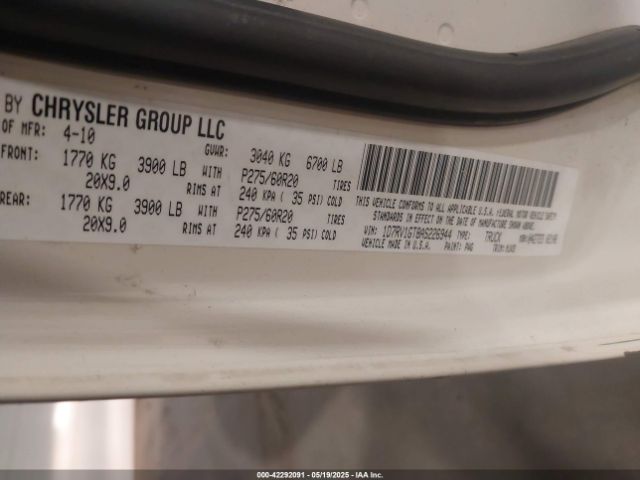 BY CHRYSLER GROUP LLC
OF MFR: 4-10 GVWR: 3040 KG 6700 LB
FRONT: 1770 KG 3900 LB WITH P275/60R20 TIRES
20X9.0 RIMS AT 240 KPA ( 35 PSI) COLD
REAR: 1770 KG 3900 LB WITH P275/60R20 TIRES
20X9.0 RIMS AT 240 KPA ( 35 PSI) COLD
THIS VEHICLE CONFORMS TO ALL APPLICABLE U.S.A. FEDERAL MOTOR VEHICLE SAFETY
STANDARDS IN EFFECT ON THE DATE OF MANUFACTURE SHOWN ABOVE.
VIN: 1D7RV1GT8AS226944 TYPE: TRUCK
VEHICLE MADE IN U.S.A. PAINT: PW6 TRIM:
000-42292091 - 05/19/2025 - IAA Inc.